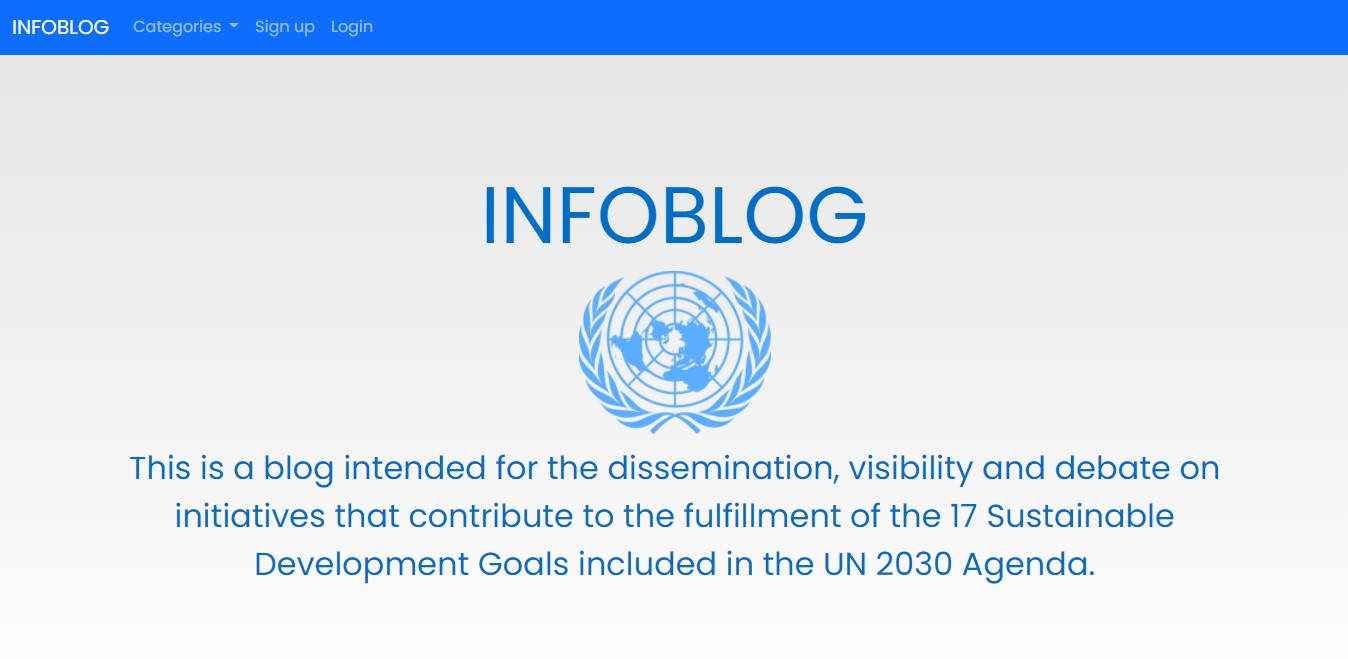 INFOBLOG Categories Sign up Login
INFOBLOG
This is a blog intended for the dissemination, visibility and debate on
initiatives that contribute to the fulfillment of the 17 Sustainable
Development Goals included in the UN 2030 Agenda.